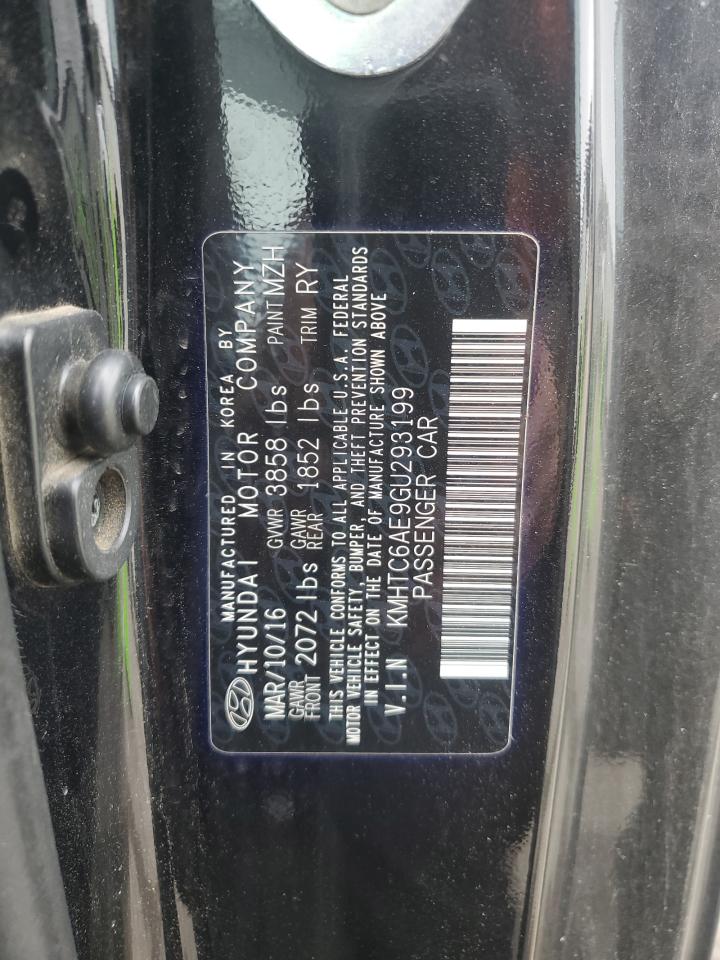 MANUFACTURED IN KOREA BY
HYUNDAI MOTOR COMPANY
MAR/10/16 GVWR 3858 lbs PAINT MZH
GAWR FRONT 2072 lbs GAWR REAR 1852 lbs TRIM RY
THIS VEHICLE CONFORMS TO ALL APPLICABLE U.S.A. FEDERAL
MOTOR VEHICLE SAFETY, BUMPER, AND THEFT PREVENTION STANDARDS
IN EFFECT ON THE DATE OF MANUFACTURE SHOWN ABOVE
V.I.N KMHTC6AE9GU293199
PASSENGER CAR